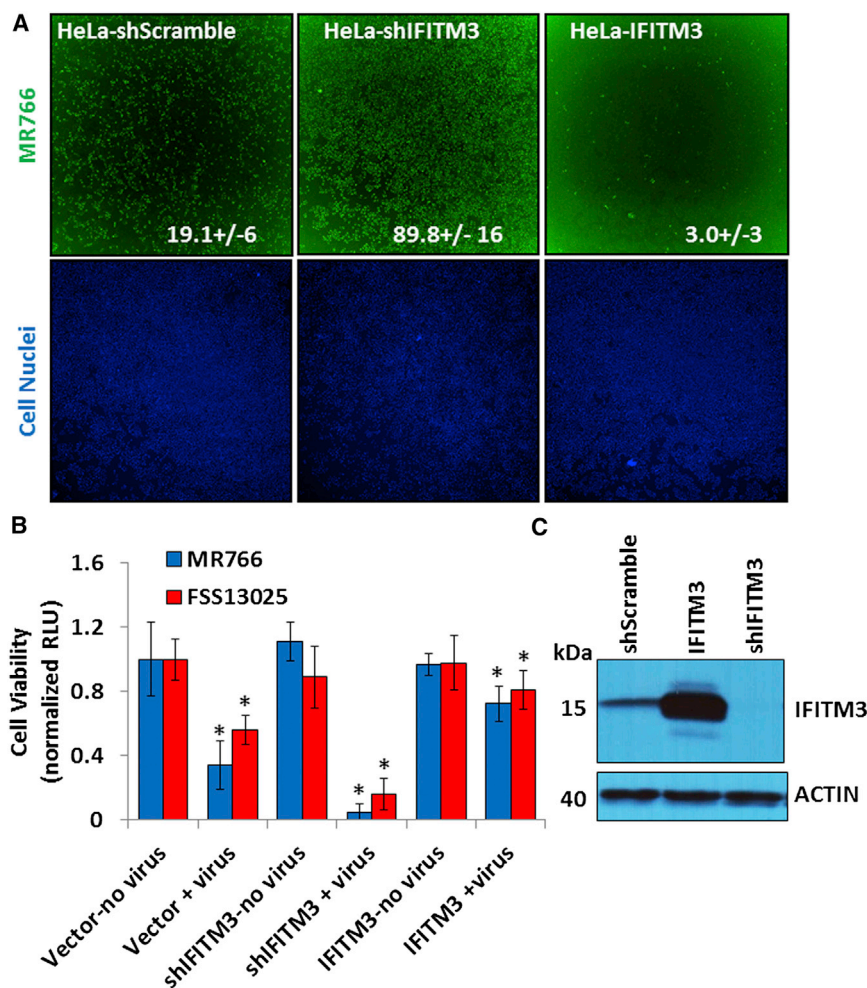 A
HeLa-shScramble
HeLa-shIFITM3
HeLa-IFITM3
MR766
19.1+/-6
89.8+/- 16
3.0+/-3
Cell Nuclei
B
MR766
FSS13025
Cell Viability
(normalized RLU)
1.6
1.2
0.8
0.4
0
* * * * * *
Vector-no virus
Vector + virus
shIFITM3-no virus
shIFITM3 + virus
IFITM3-no virus
IFITM3 +virus
C
shScramble
IFITM3
shIFITM3
kDa
15
IFITM3
40
ACTIN